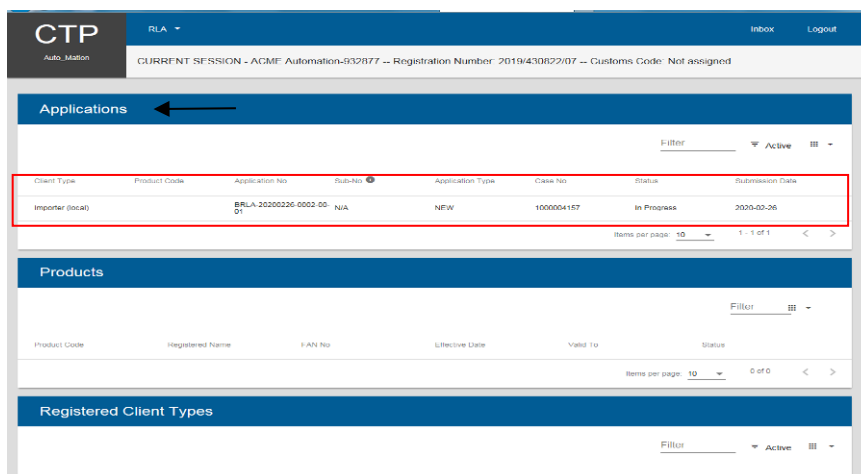 CTP
RLA
Inbox
Logout
Auto_Mation
CURRENT SESSION - ACME Automation-932877 -- Registration Number: 2019/430822/07 -- Customs Code: Not assigned
Applications
Filter
Active
Client Type Product Code Application No Sub-No Application Type Case No Status Submission Date
Importer (local) BRLA-20200226-0002-00-01 N/A NEW 1000004157 In Progress 2020-02-26
Items per page: 10 1 - 1 of 1
Products
Filter
Product Code Registered Name FAN No Effective Date Valid To Status
Items per page: 10 0 of 0
Registered Client Types
Filter
Active